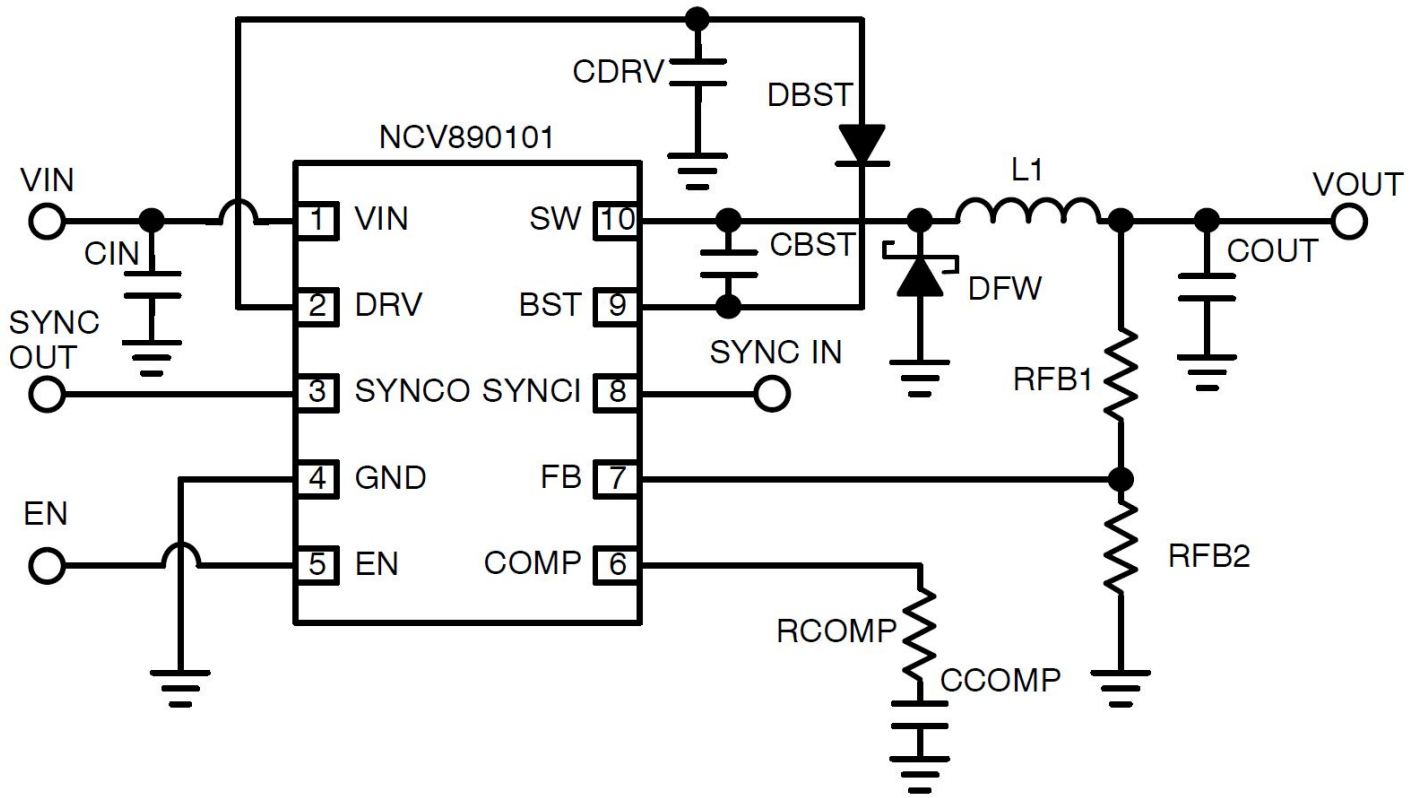 CDRV
DBST
NCV890101
VIN
L1
VOUT
1 VIN
SW 10
CIN
CBST
COUT
2 DRV
BST 9
DFW
SYNC
OUT
SYNC IN
3 SYNCO
SYNCI 8
RFB1
4 GND
FB 7
EN
5 EN
COMP 6
RFB2
RCOMP
CCOMP